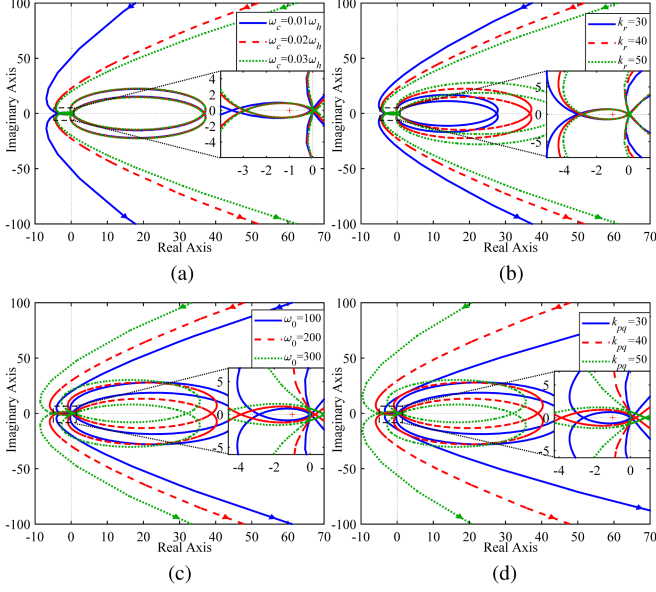 100
50
0
-50
-100
Imaginary Axis
-10 0 10 20 30 40 50 60 70
Real Axis
ω_c=0.01ω_h
ω_c=0.02ω_h
ω_c=0.03ω_h
4
2
0
-2
-4
-3 -2 -1 0
(a)
100
50
0
-50
-100
Imaginary Axis
-10 0 10 20 30 40 50 60 70
Real Axis
k_r=30
k_r=40
k_r=50
5
0
-5
-4 -2 0
(b)
100
50
0
-50
-100
Imaginary Axis
-10 0 10 20 30 40 50 60 70
Real Axis
ω_0=100
ω_0=200
ω_0=300
5
0
-5
-4 -2 0
(c)
100
50
0
-50
-100
Imaginary Axis
-10 0 10 20 30 40 50 60 70
Real Axis
k_pq=30
k_pq=40
k_pq=50
5
0
-5
-4 -2 0
(d)